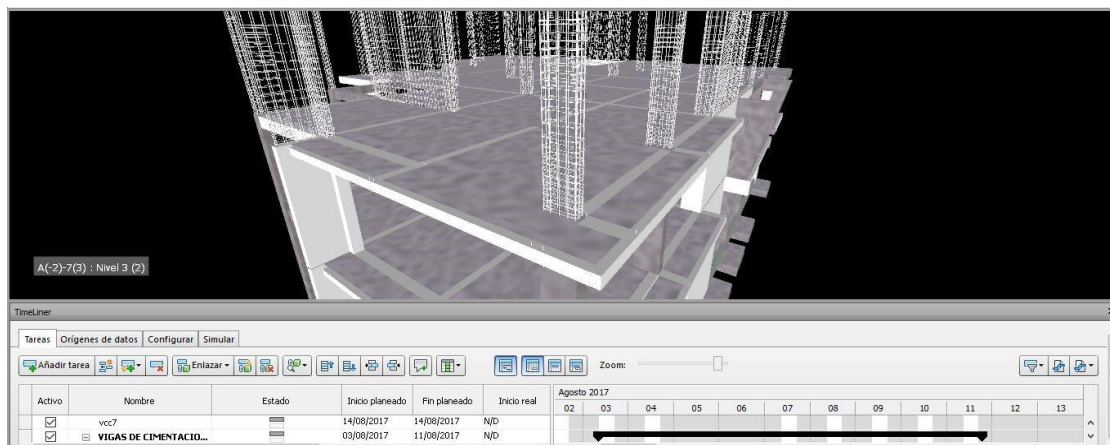 A(-2)-7(3) : Nivel 3 (2)
TimeLiner
Tareas Orígenes de datos Configurar Simular
Añadir tarea Enlazar Zoom:
Activo Nombre Estado Inicio planeado Fin planeado Inicio real Agosto 2017
02 03 04 05 06 07 08 09 10 11 12 13
vcc7 14/08/2017 14/08/2017 N/D
VIGAS DE CIMENTACIO... 03/08/2017 11/08/2017 N/D